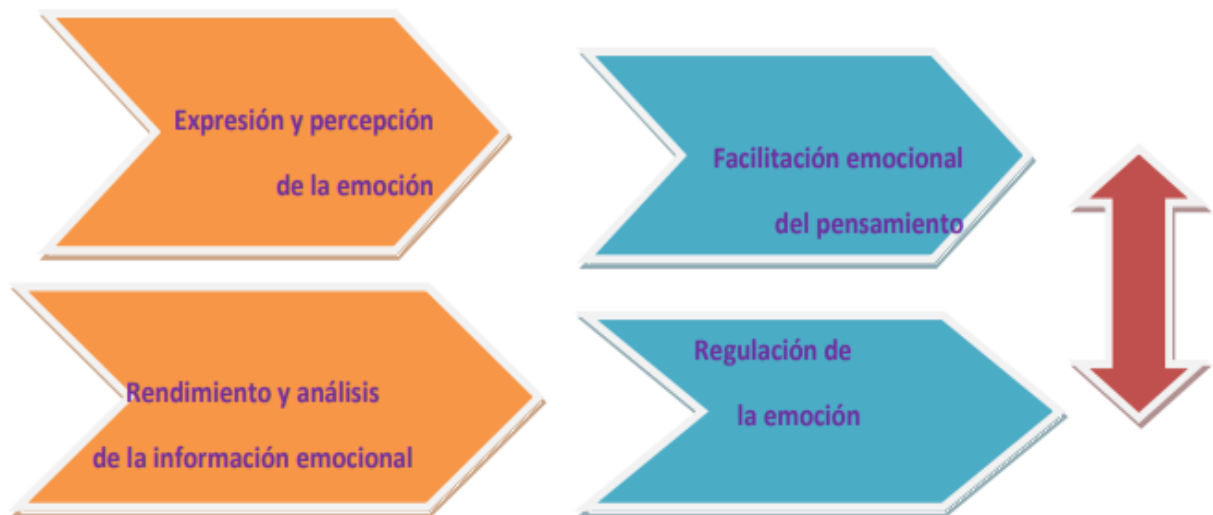 Expresión y percepción
de la emoción
Facilitación emocional
del pensamiento
Rendimiento y análisis
de la información emocional
Regulación de
la emoción